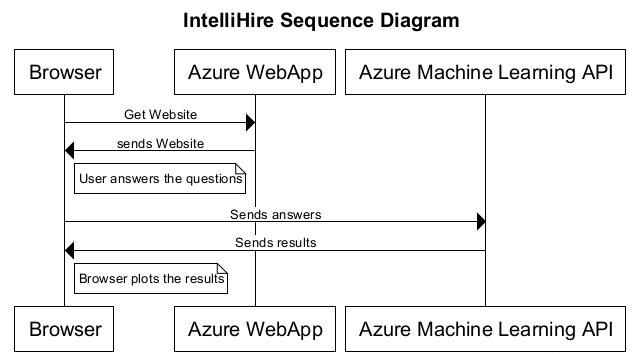 IntelliHire Sequence Diagram
Browser
Azure WebApp
Azure Machine Learning API
Get Website
sends Website
User answers the questions
Sends answers
Sends results
Browser plots the results
Browser
Azure WebApp
Azure Machine Learning API